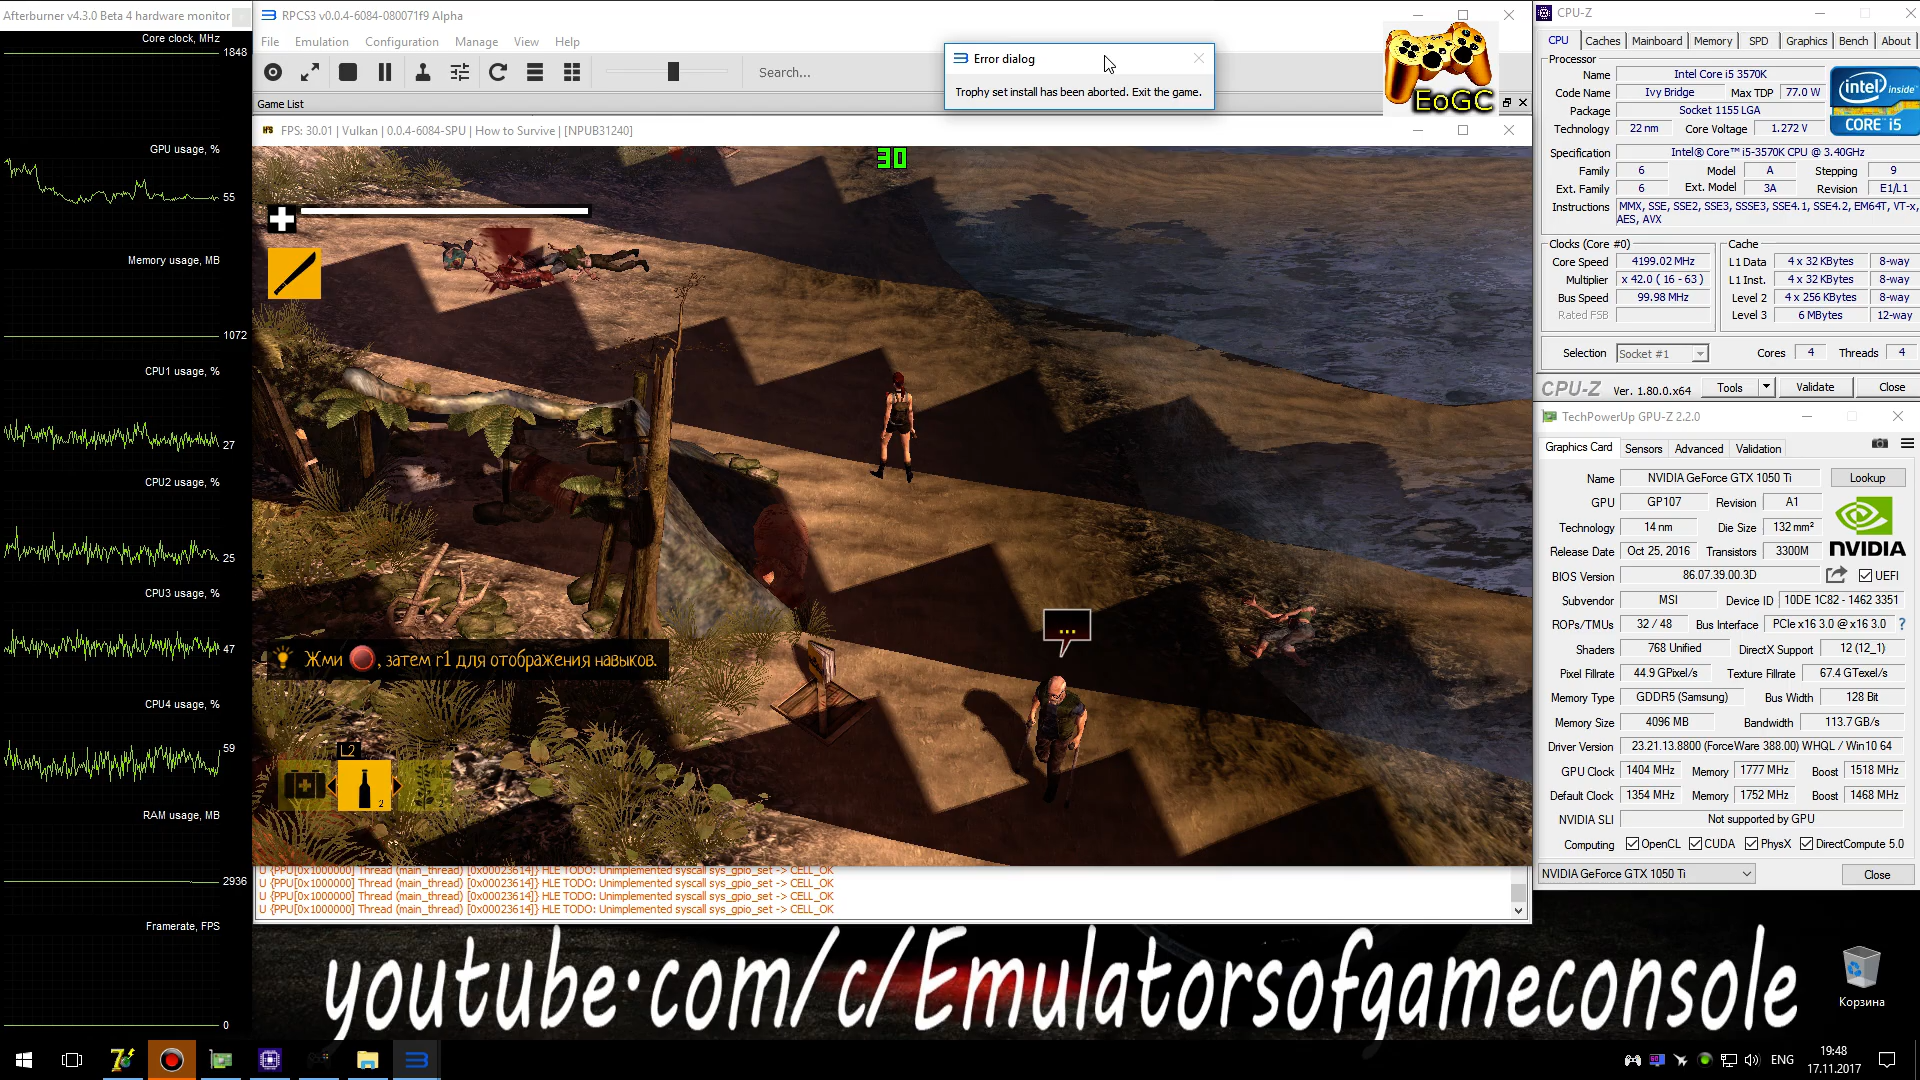 Afterburner v4.3.0 Beta 4 hardware monitor
Core clock, MHz
1848
GPU usage, %
55
Memory usage, MB
1072
CPU1 usage, %
27
CPU2 usage, %
25
CPU3 usage, %
47
CPU4 usage, %
59
RAM usage, MB
2936
Framerate, FPS
0
RPCS3 v0.0.4-6084-080071f9 Alpha
File Emulation Configuration Manage View Help
Search...
Game List
Error dialog
Trophy set install has been aborted. Exit the game.
EoGC
FPS: 30.01 | Vulkan | 0.0.4-6084-SPU | How to Survive | [NPUB31240]
30
...
Жми , затем r1 для отображения навыков.
L2
2
2
U {PPU[0x1000000] Thread (main_thread) [0x00023614]} HLE TODO: Unimplemented syscall sys_gpio_set -> CELL_OK
U {PPU[0x1000000] Thread (main_thread) [0x00023614]} HLE TODO: Unimplemented syscall sys_gpio_set -> CELL_OK
U {PPU[0x1000000] Thread (main_thread) [0x00023614]} HLE TODO: Unimplemented syscall sys_gpio_set -> CELL_OK
U {PPU[0x1000000] Thread (main_thread) [0x00023614]} HLE TODO: Unimplemented syscall sys_gpio_set -> CELL_OK
CPU-Z
CPU Caches Mainboard Memory SPD Graphics Bench About
Processor
Name Intel Core i5 3570K
Code Name Ivy Bridge Max TDP 77.0 W
Package Socket 1155 LGA
Technology 22 nm Core Voltage 1.272 V
intel inside™
CORE i5
Specification Intel® Core™ i5-3570K CPU @ 3.40GHz
Family 6 Model A Stepping 9
Ext. Family 6 Ext. Model 3A Revision E1/L1
Instructions MMX, SSE, SSE2, SSE3, SSSE3, SSE4.1, SSE4.2, EM64T, VT-x,
AES, AVX
Clocks (Core #0) Cache
Core Speed 4199.02 MHz L1 Data 4 x 32 KBytes 8-way
Multiplier x 42.0 ( 16 - 63 ) L1 Inst. 4 x 32 KBytes 8-way
Bus Speed 99.98 MHz Level 2 4 x 256 KBytes 8-way
Rated FSB Level 3 6 MBytes 12-way
Selection Socket #1 Cores 4 Threads 4
CPU-Z Ver. 1.80.0.x64 Tools Validate Close
TechPowerUp GPU-Z 2.2.0
Graphics Card Sensors Advanced Validation
Name NVIDIA GeForce GTX 1050 Ti Lookup
GPU GP107 Revision A1
Technology 14 nm Die Size 132 mm²
Release Date Oct 25, 2016 Transistors 3300M
NVIDIA
BIOS Version 86.07.39.00.3D UEFI
Subvendor MSI Device ID 10DE 1C82 - 1462 3351
ROPs/TMUs 32 / 48 Bus Interface PCIe x16 3.0 @ x16 3.0 ?
Shaders 768 Unified DirectX Support 12 (12_1)
Pixel Fillrate 44.9 GPixel/s Texture Fillrate 67.4 GTexel/s
Memory Type GDDR5 (Samsung) Bus Width 128 Bit
Memory Size 4096 MB Bandwidth 113.7 GB/s
Driver Version 23.21.13.8800 (ForceWare 388.00) WHQL / Win10 64
GPU Clock 1404 MHz Memory 1777 MHz Boost 1518 MHz
Default Clock 1354 MHz Memory 1752 MHz Boost 1468 MHz
NVIDIA SLI Not supported by GPU
Computing OpenCL CUDA PhysX DirectCompute 5.0
NVIDIA GeForce GTX 1050 Ti Close
youtube.com/c/Emulatorsofgameconsole
Корзина
ENG
19:48
17.11.2017